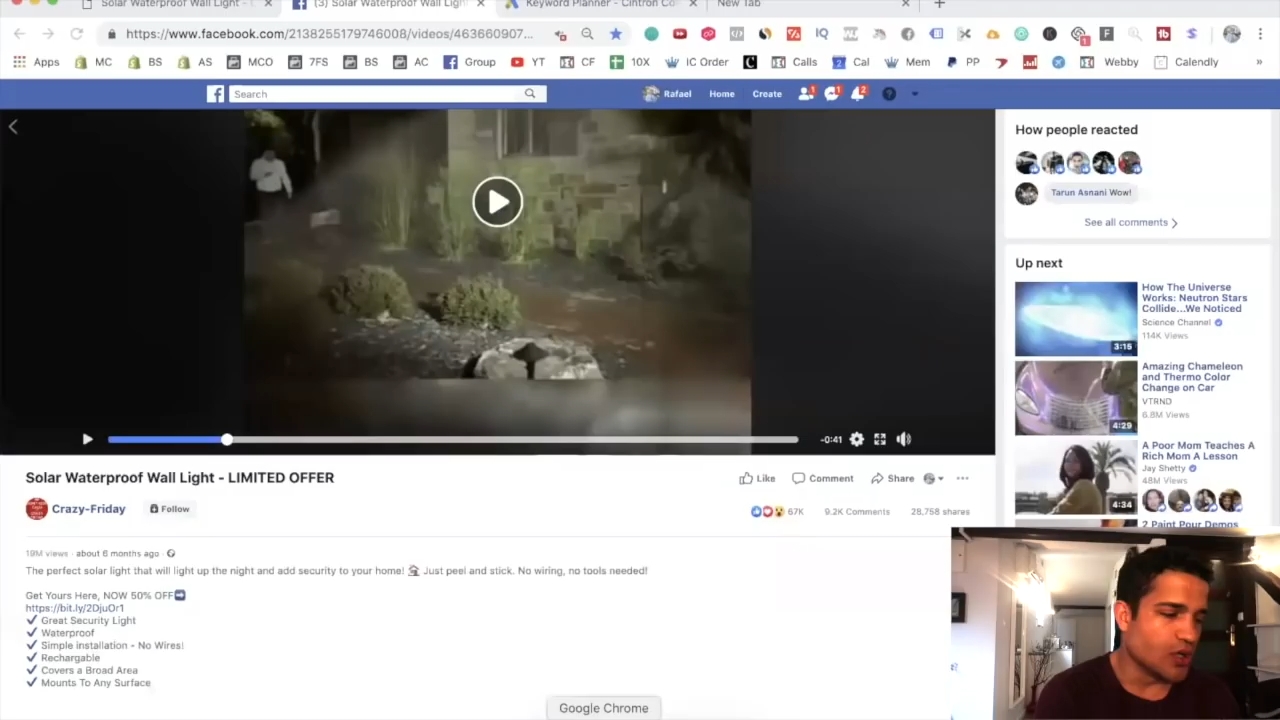 Solar Waterproof Wall Light -
(3) Solar Waterproof Wall Ligh
Keyword Planner - Cintron Co
New Tab
https://www.facebook.com/2138255179746008/videos/463660907...
Apps
MC
BS
AS
MCO
7FS
BS
AC
Group
YT
CF
10X
IC Order
Calls
Cal
Mem
PP
Webby
Calendly
»
Search
Rafael
Home
Create
How people reacted
Tarun Asnani Wow!
See all comments
Up next
How The Universe
Works: Neutron Stars
Collide...We Noticed
Science Channel
114K Views
3:15
Amazing Chameleon
and Thermo Color
Change on Car
VTRND
6.8M Views
4:29
A Poor Mom Teaches A
Rich Mom A Lesson
Jay Shetty
48M Views
4:34
2 Paint Pour Demos
-0:41
Solar Waterproof Wall Light - LIMITED OFFER
Like
Comment
Share
Crazy-Friday
Follow
67K
9.2K Comments
28,758 shares
19M views · about 6 months ago ·
The perfect solar light that will light up the night and add security to your home! Just peel and stick. No wiring, no tools needed!
Get Yours Here, NOW 50% OFF
https://bit.ly/2DjuOr1
Great Security Light
Waterproof
Simple installation - No Wires!
Rechargable
Covers a Broad Area
Mounts To Any Surface
Google Chrome